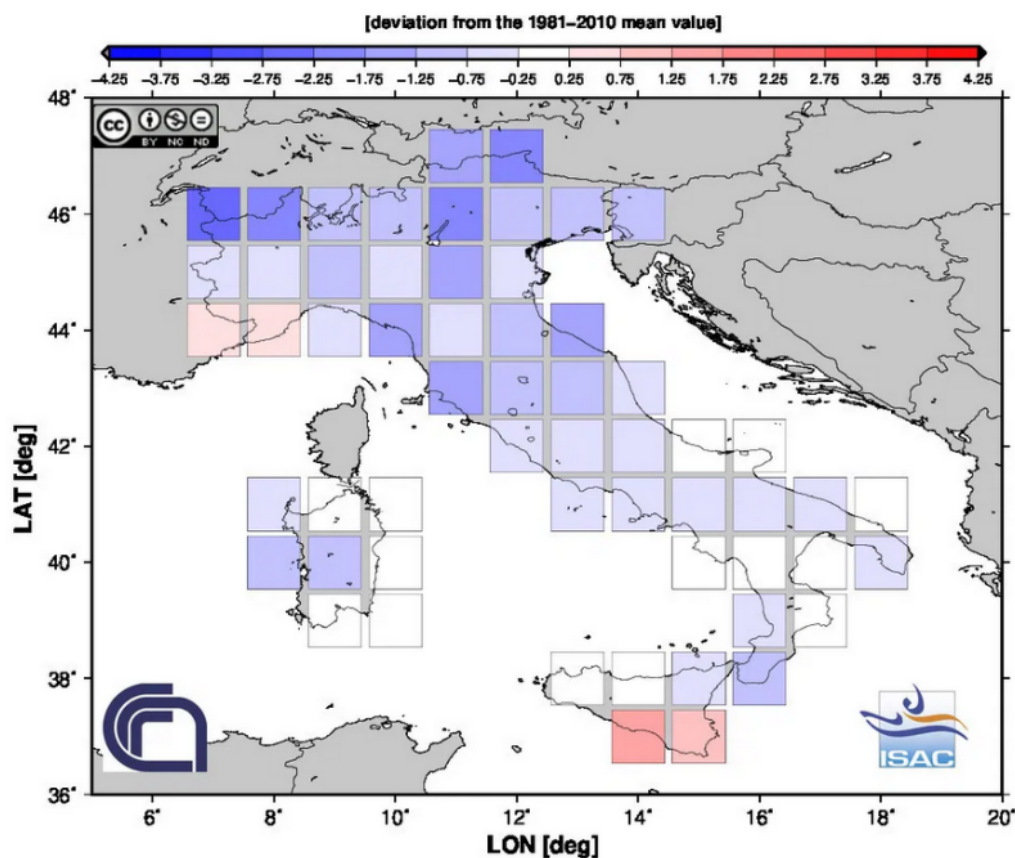 [deviation from the 1981−2010 mean value]
−4.25 −3.75 −3.25 −2.75 −2.25 −1.75 −1.25 −0.75 −0.25 0.25 0.75 1.25 1.75 2.25 2.75 3.25 3.75 4.25
48°
cc
BY NC ND
46°
44°
42°
LAT [deg]
40°
38°
ISAC
36°
6° 8° 10° 12° 14° 16° 18° 20°
LON [deg]